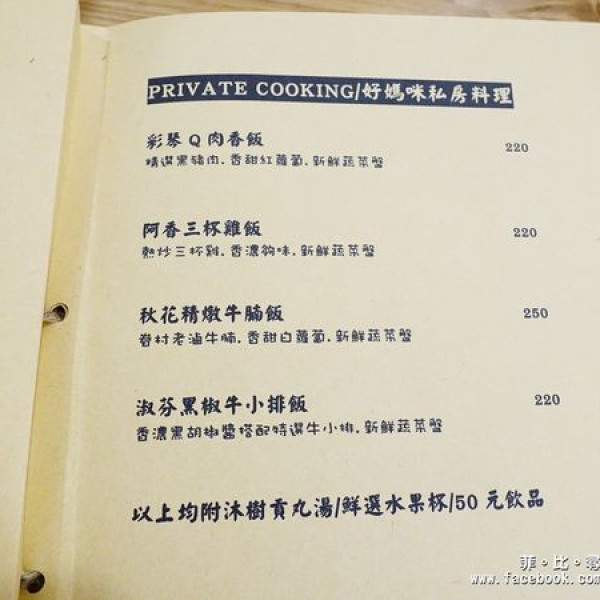 PRIVATE COOKING/好媽咪私房料理
彩琴Q肉香飯 220
精選黑豬肉.香甜紅蘿蔔.新鮮蔬菜盤
阿香三杯雞飯 220
熱炒三杯雞.香濃夠味.新鮮蔬菜盤
秋花精燉牛腩飯 250
眷村老滷牛腩.香甜白蘿蔔.新鮮蔬菜盤
淑芬黑椒牛小排飯 220
香濃黑胡椒醬搭配特選牛小排.新鮮蔬菜盤
以上均附沐樹貢丸湯/鮮選水果杯/50元飲品
菲·比·尋
www.facebook.com